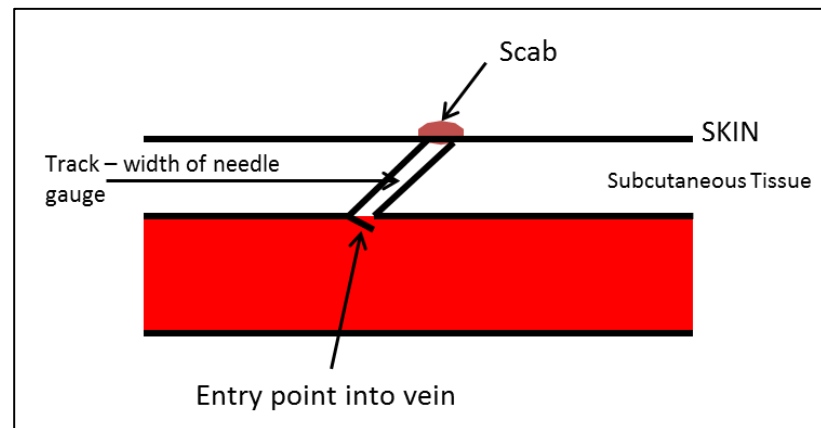 Scab
SKIN
Track – width of needle
gauge
Subcutaneous Tissue
Entry point into vein